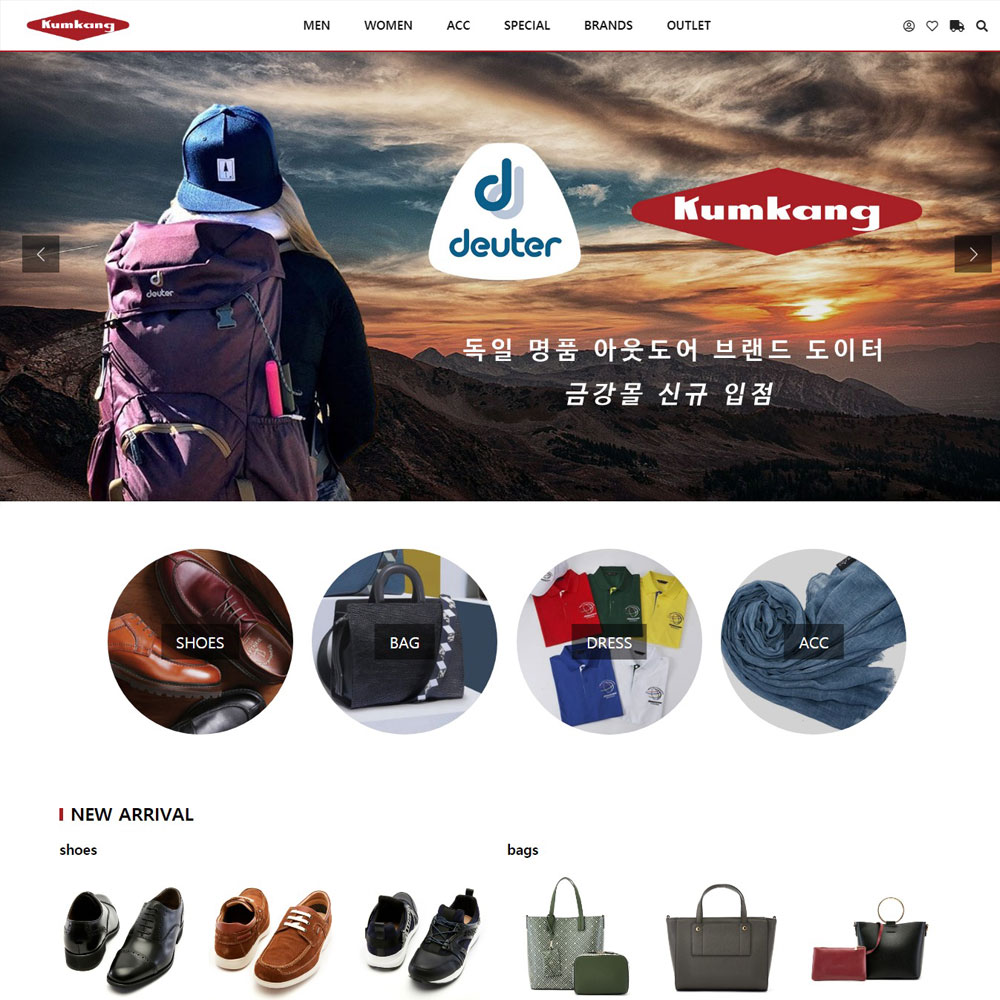 Kumkang
MEN WOMEN ACC SPECIAL BRANDS OUTLET
deuter
Kumkang
deuter
독일 명품 아웃도어 브랜드 도이터
금강몰 신규 입점
SHOES BAG DRESS ACC
NEW ARRIVAL
shoes bags